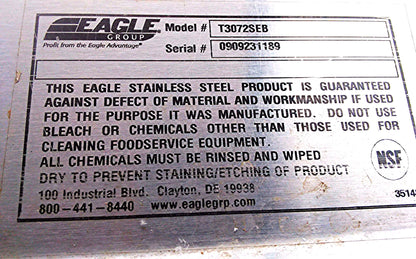 EAGLE
GROUP
Profit from the Eagle Advantage®
Model # T3072SEB
Serial # 0909231189
THIS EAGLE STAINLESS STEEL PRODUCT IS GUARANTEED
AGAINST DEFECT OF MATERIAL AND WORKMANSHIP IF USED
FOR THE PURPOSE IT WAS MANUFACTURED. DO NOT USE
BLEACH OR CHEMICALS OTHER THAN THOSE USED FOR
CLEANING FOODSERVICE EQUIPMENT.
ALL CHEMICALS MUST BE RINSED AND WIPED
DRY TO PREVENT STAINING/ETCHING OF PRODUCT
100 Industrial Blvd. Clayton, DE 19938
800-441-8440 www.eaglegrp.com
NSF